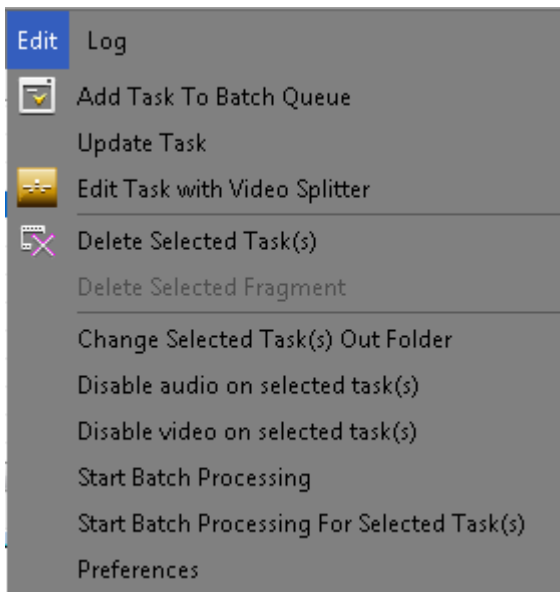 Edit Log
Add Task To Batch Queue
Update Task
Edit Task with Video Splitter
Delete Selected Task(s)
Delete Selected Fragment
Change Selected Task(s) Out Folder
Disable audio on selected task(s)
Disable video on selected task(s)
Start Batch Processing
Start Batch Processing For Selected Task(s)
Preferences